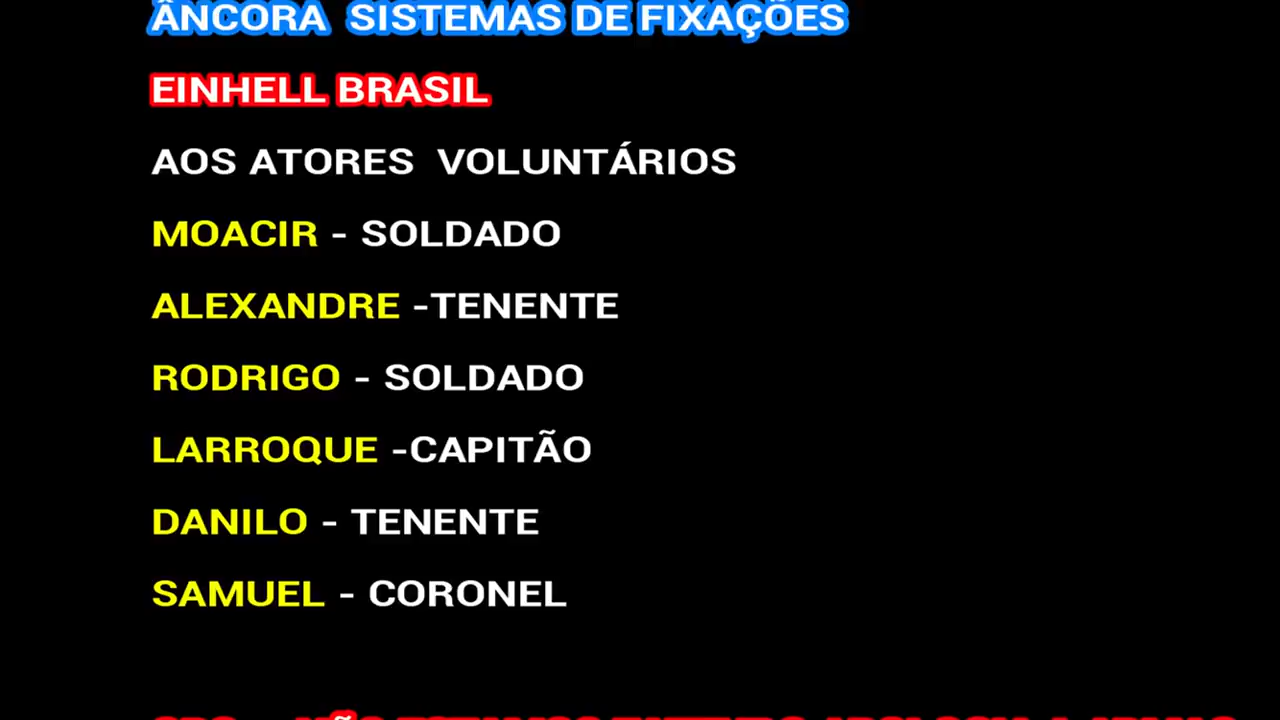 ÂNCORA SISTEMAS DE FIXAÇÕES
EINHELL BRASIL
AOS ATORES VOLUNTÁRIOS
MOACIR - SOLDADO
ALEXANDRE -TENENTE
RODRIGO - SOLDADO
LARROQUE -CAPITÃO
DANILO - TENENTE
SAMUEL - CORONEL